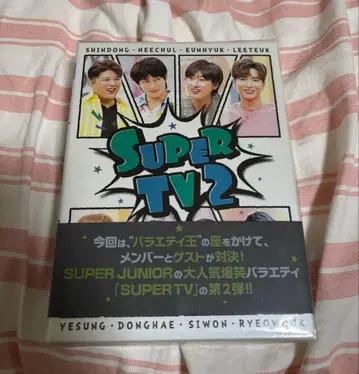 SHINDONG・HEECHUL・EUNHYUK・LEETEUK
SUPER
TV 2
今回は、"バラエティ王"の座をかけて、
メンバーとゲストが対決！
SUPER JUNIORの大人気爆笑バラエティ
「SUPER TV」の第2弾!!
YESUNG・DONGHAE・SIWON・RYEOWOOK